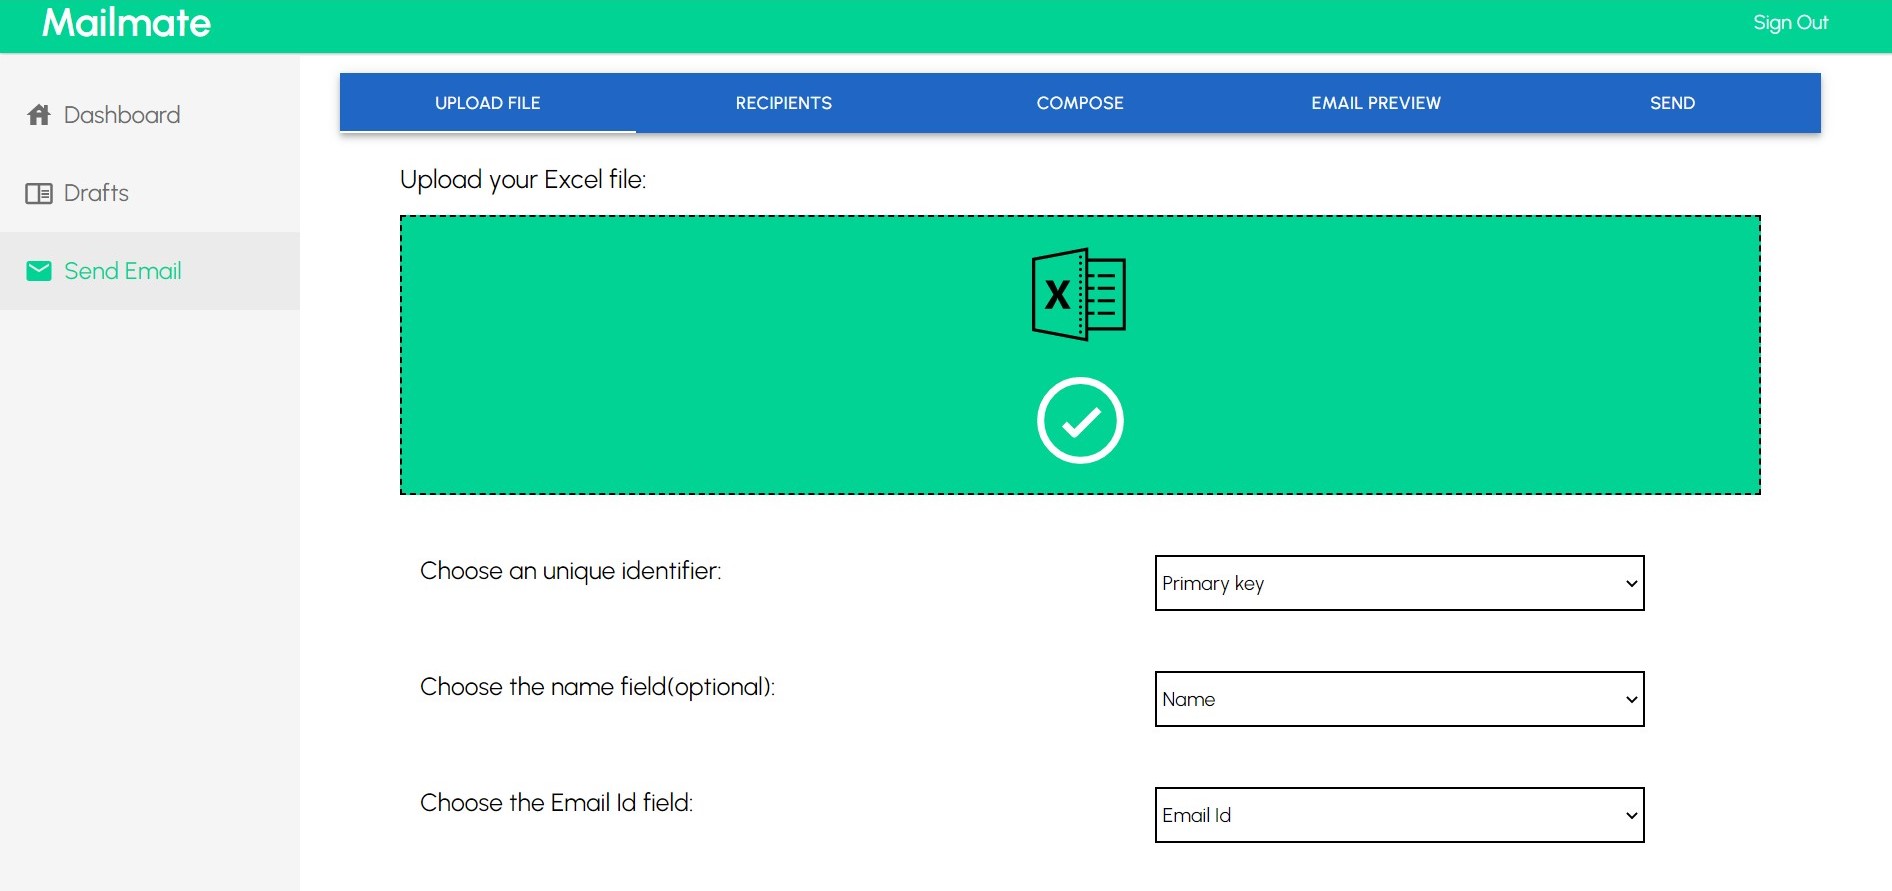 Mailmate
Sign Out
Dashboard
Drafts
Send Email
UPLOAD FILE
RECIPIENTS
COMPOSE
EMAIL PREVIEW
SEND
Upload your Excel file:
X
Choose an unique identifier:
Primary key
Choose the name field(optional):
Name
Choose the Email Id field:
Email Id